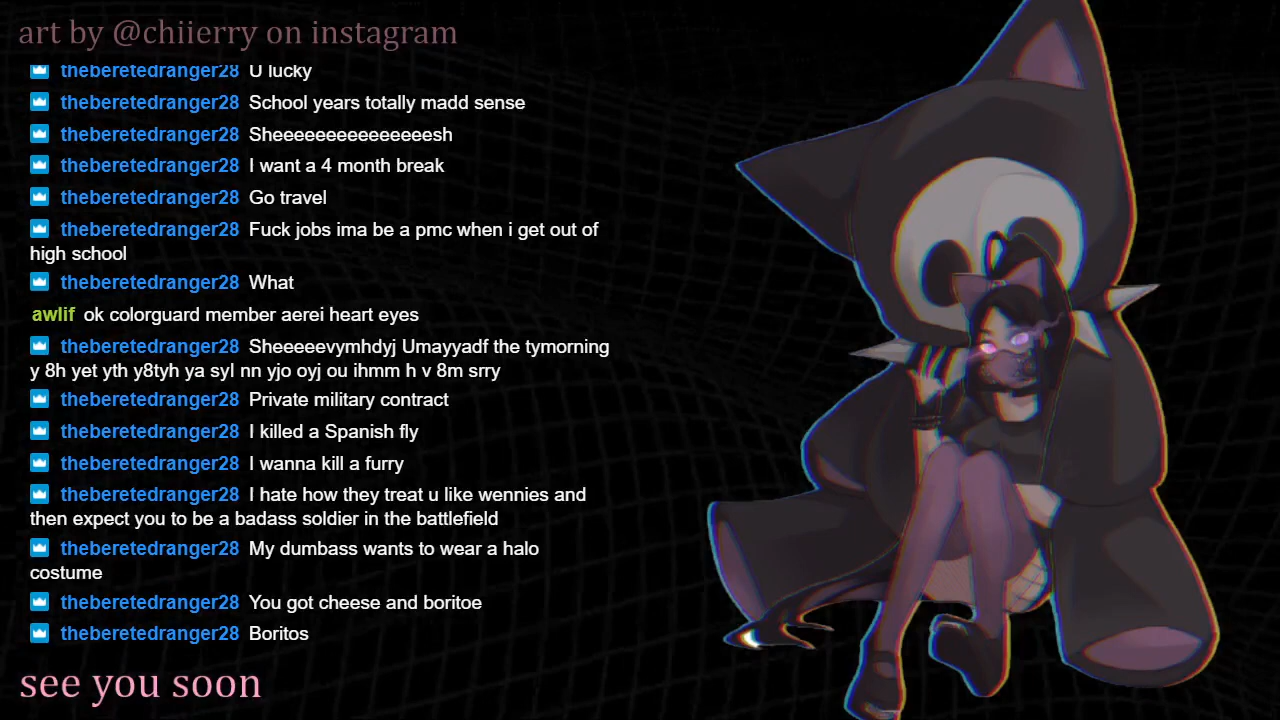 art by @chiierry on instagram
theberetedranger28 U lucky
theberetedranger28 School years totally madd sense
theberetedranger28 Sheeeeeeeeeeeeeeesh
theberetedranger28 I want a 4 month break
theberetedranger28 Go travel
theberetedranger28 Fuck jobs ima be a pmc when i get out of
high school
theberetedranger28 What
awlif ok colorguard member aerei heart eyes
theberetedranger28 Sheeeeevymhdyj Umayyadf the tymorning
y 8h yet yth y8tyh ya syl nn yjo oyj ou ihmm h v 8m srry
theberetedranger28 Private military contract
theberetedranger28 I killed a Spanish fly
theberetedranger28 I wanna kill a furry
theberetedranger28 I hate how they treat u like wennies and
then expect you to be a badass soldier in the battlefield
theberetedranger28 My dumbass wants to wear a halo
costume
theberetedranger28 You got cheese and boritoe
theberetedranger28 Boritos
see you soon